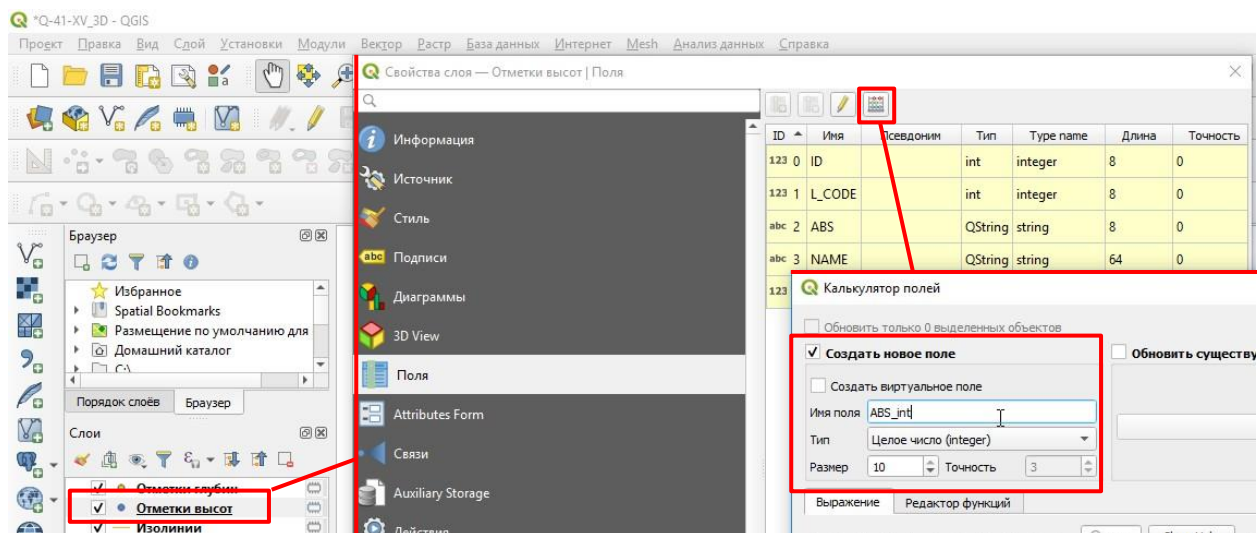 *Q-41-XV_3D - QGIS
Проект Правка Вид Слой Установки Модули Вектор Растр База данных Интернет Mesh Анализ данных Справка
Свойства слоя — Отметки высот | Поля
Информация
Источник
Стиль
abc Подписи
Диаграммы
3D View
Поля
Attributes Form
Связи
Auxiliary Storage
Действия
ID Имя Псевдоним Тип Type name Длина Точность
123 0 ID int integer 8 0
123 1 L_CODE int integer 8 0
abc 2 ABS QString string 8 0
abc 3 NAME QString string 64 0
123
Калькулятор полей
Обновить только 0 выделенных объектов
Создать новое поле
Обновить существу
Создать виртуальное поле
Имя поля ABS_int
Тип Целое число (integer)
Размер 10 Точность 3
Выражение Редактор функций
Браузер
Избранное
Spatial Bookmarks
Размещение по умолчанию для
Домашний каталог
C:\
Порядок слоёв Браузер
Слои
Отметки глубин
Отметки высот
Изолинии